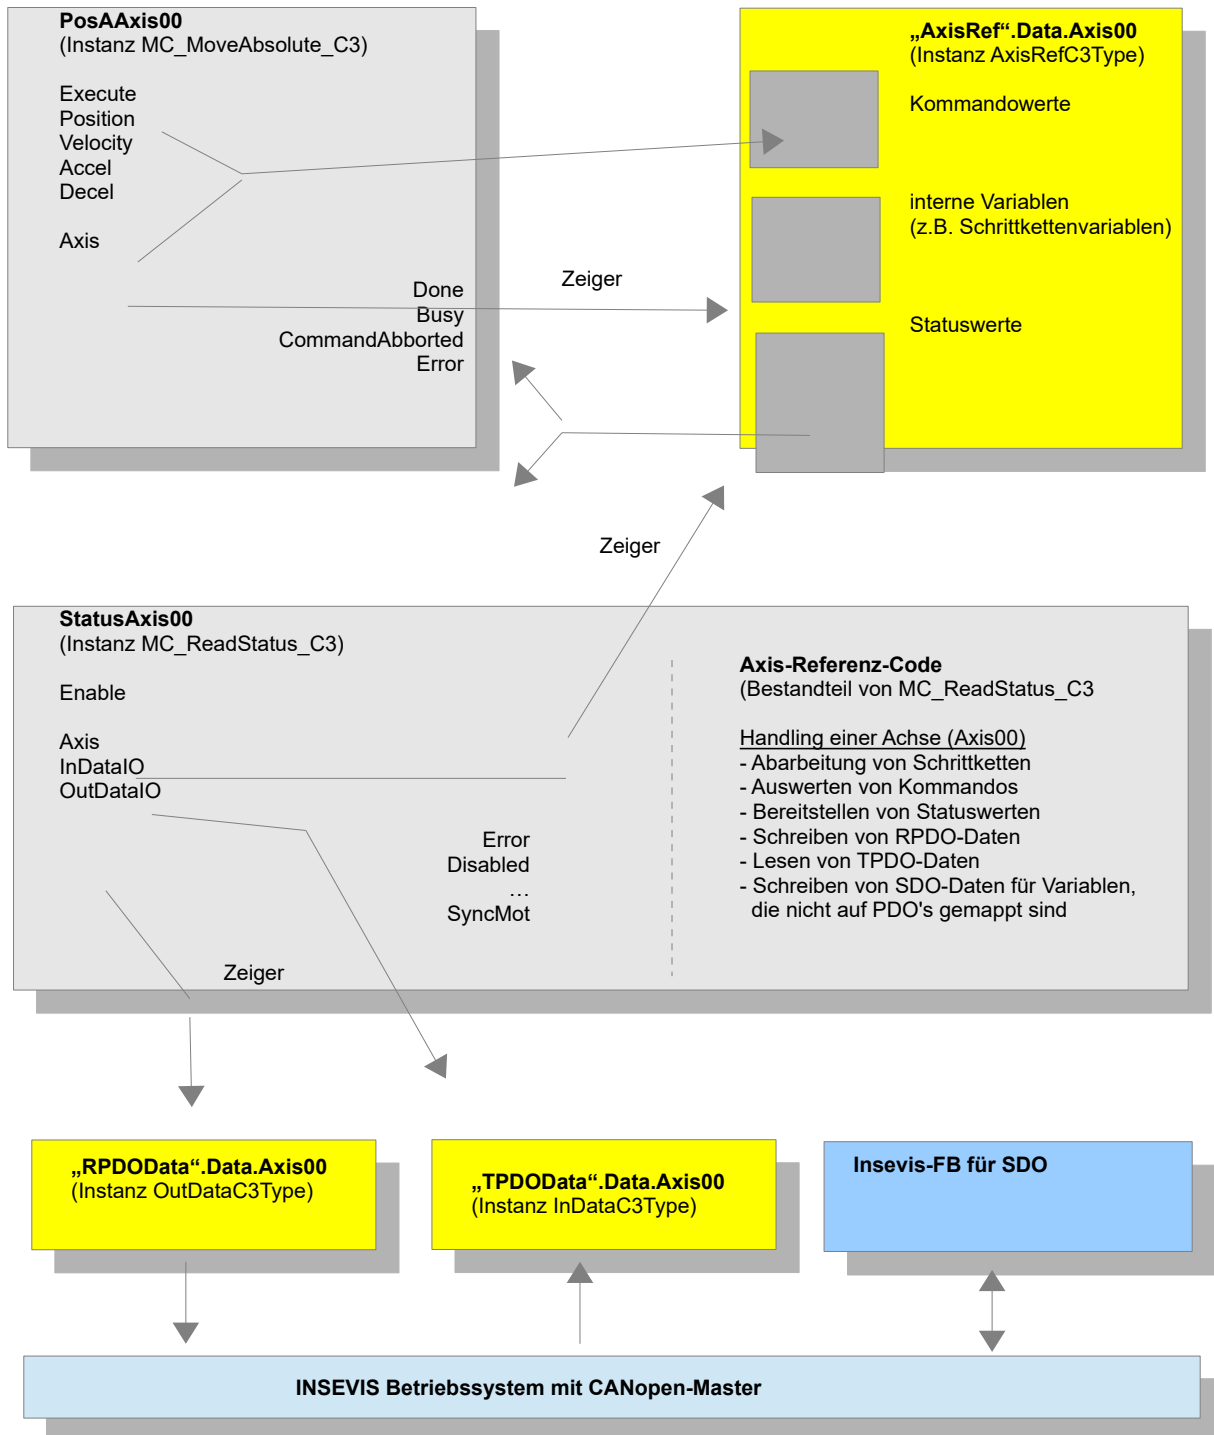 PosAAxis00
(Instanz MC_MoveAbsolute_C3)
Execute
Position
Velocity
Accel
Decel
Axis
Done
Busy
CommandAbborted
Error
Zeiger
„AxisRef“.Data.Axis00
(Instanz AxisRefC3Type)
Kommandowerte
interne Variablen
(z.B. Schrittkettenvariablen)
Statuswerte
Zeiger
StatusAxis00
(Instanz MC_ReadStatus_C3)
Enable
Axis
InDataIO
OutDataIO
Error
Disabled
...
SyncMot
Zeiger
Axis-Referenz-Code
(Bestandteil von MC_ReadStatus_C3
Handling einer Achse (Axis00)
- Abarbeitung von Schrittketten
- Auswerten von Kommandos
- Bereitstellen von Statuswerten
- Schreiben von RPDO-Daten
- Lesen von TPDO-Daten
- Schreiben von SDO-Daten für Variablen,
die nicht auf PDO's gemappt sind
„RPDOData“.Data.Axis00
(Instanz OutDataC3Type)
„TPDOData“.Data.Axis00
(Instanz InDataC3Type)
Insevis-FB für SDO
INSEVIS Betriebssystem mit CANopen-Master